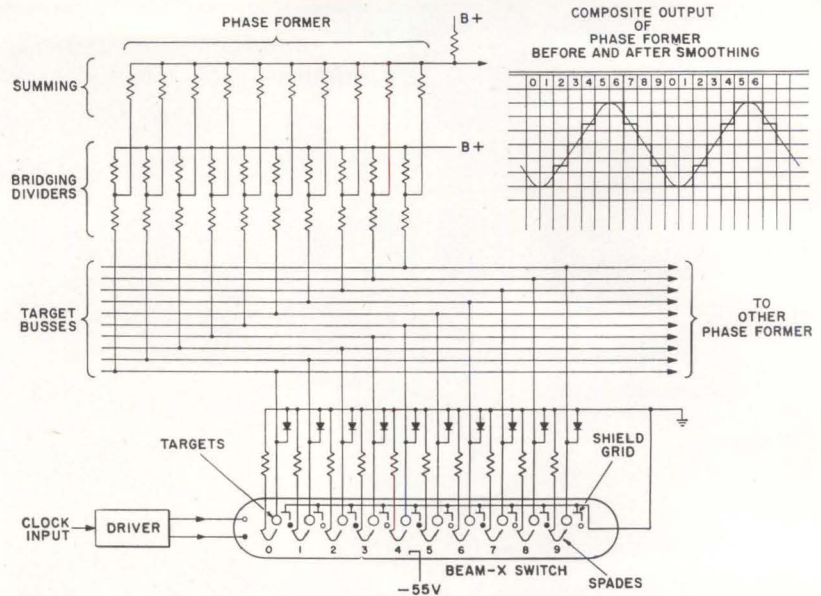 PHASE FORMER
B+
SUMMING
BRIDGING
DIVIDERS
B+
COMPOSITE OUTPUT
OF
PHASE FORMER
BEFORE AND AFTER SMOOTHING
0 1 2 3 4 5 6 7 8 9 0 1 2 3 4 5 6
TARGET
BUSSES
TO
OTHER
PHASE FORMER
TARGETS
SHIELD
GRID
CLOCK
INPUT
DRIVER
0 1 2 3 4 5 6 7 8 9
BEAM-X SWITCH
SPADES
-55V